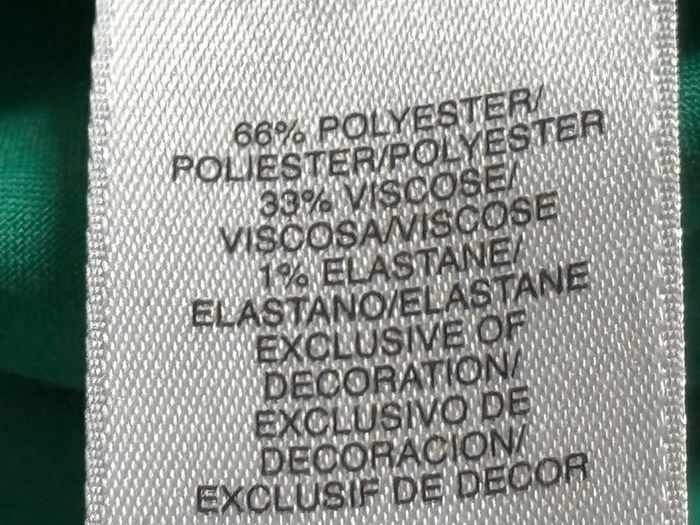 66% POLYESTER/
POLIESTER/POLYESTER
33% VISCOSE/
VISCOSA/VISCOSE
1% ELASTANE/
ELASTANO/ELASTANE
EXCLUSIVE OF
DECORATION/
EXCLUSIVO DE
DECORACION/
EXCLUSIF DE DECOR